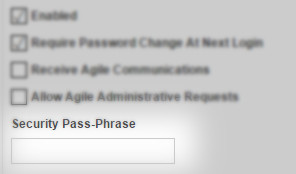 Enabled
Require Password Change At Next Login
Receive Agile Communications
Allow Agile Administrative Requests
Security Pass-Phrase